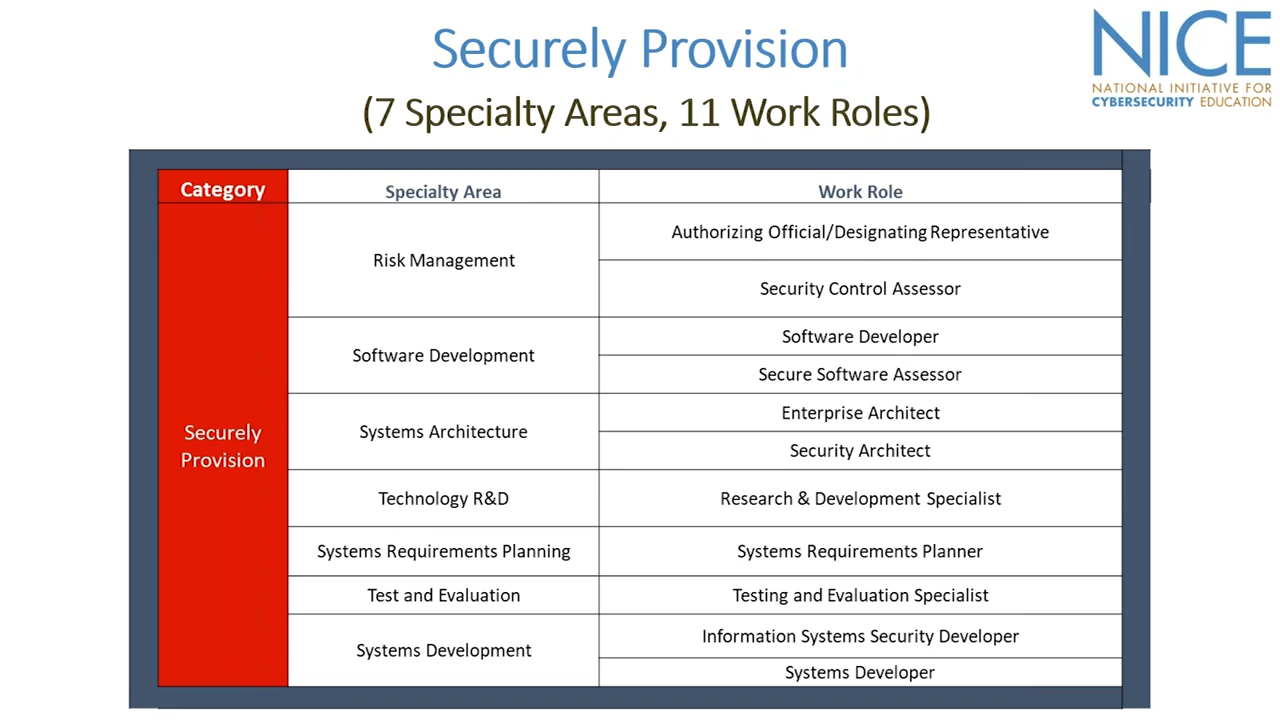 Securely Provision
(7 Specialty Areas, 11 Work Roles)
NICE
NATIONAL INITIATIVE FOR
CYBERSECURITY EDUCATION
Category
Specialty Area
Work Role
Securely
Provision
Risk Management
Authorizing Official/Designating Representative
Security Control Assessor
Software Development
Software Developer
Secure Software Assessor
Systems Architecture
Enterprise Architect
Security Architect
Technology R&D
Research & Development Specialist
Systems Requirements Planning
Systems Requirements Planner
Test and Evaluation
Testing and Evaluation Specialist
Systems Development
Information Systems Security Developer
Systems Developer